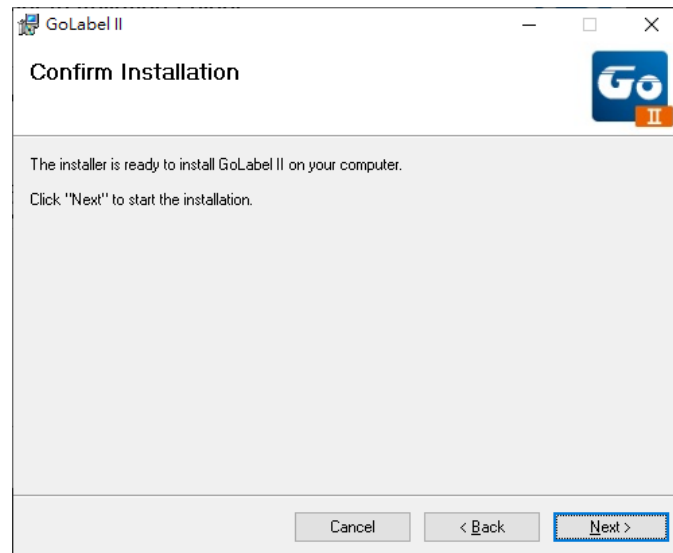 GoLabel II
Confirm Installation
Go
II
The installer is ready to install GoLabel II on your computer.
Click "Next" to start the installation.
Cancel
< Back
Next >